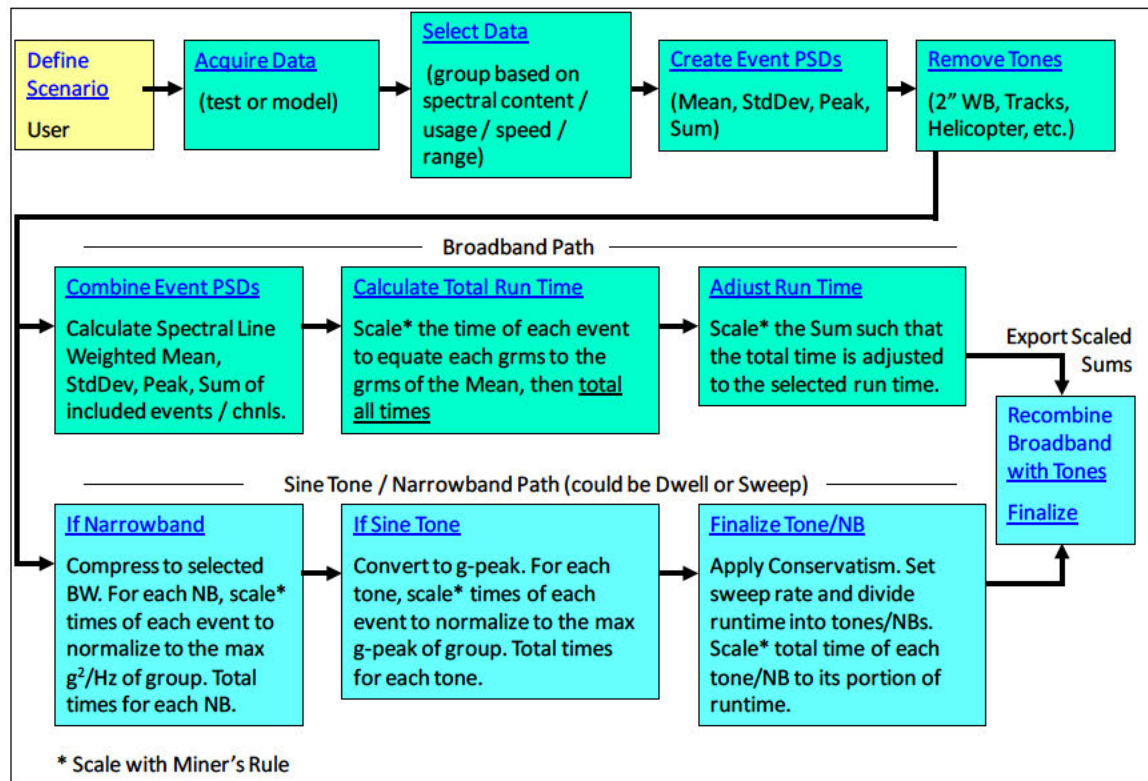 Define
Scenario
User
Acquire Data
(test or model)
Select Data
(group based on
spectral content /
usage / speed /
range)
Create Event PSDs
(Mean, StdDev, Peak,
Sum)
Remove Tones
(2” WB, Tracks,
Helicopter, etc.)
Broadband Path
Combine Event PSDs
Calculate Spectral Line
Weighted Mean,
StdDev, Peak, Sum of
included events / chnls.
Calculate Total Run Time
Scale* the time of each event
to equate each grms to the
grms of the Mean, then total
all times
Adjust Run Time
Scale* the Sum such that
the total time is adjusted
to the selected run time.
Export Scaled
Sums
Recombine
Broadband
with Tones
Finalize
Sine Tone / Narrowband Path (could be Dwell or Sweep)
If Narrowband
Compress to selected
BW. For each NB, scale*
times of each event to
normalize to the max
g²/Hz of group. Total
times for each NB.
If Sine Tone
Convert to g-peak. For each
tone, scale* times of each
event to normalize to the max
g-peak of group. Total times
for each tone.
Finalize Tone/NB
Apply Conservatism. Set
sweep rate and divide
runtime into tones/NBs.
Scale* total time of each
tone/NB to its portion of
runtime.
* Scale with Miner’s Rule